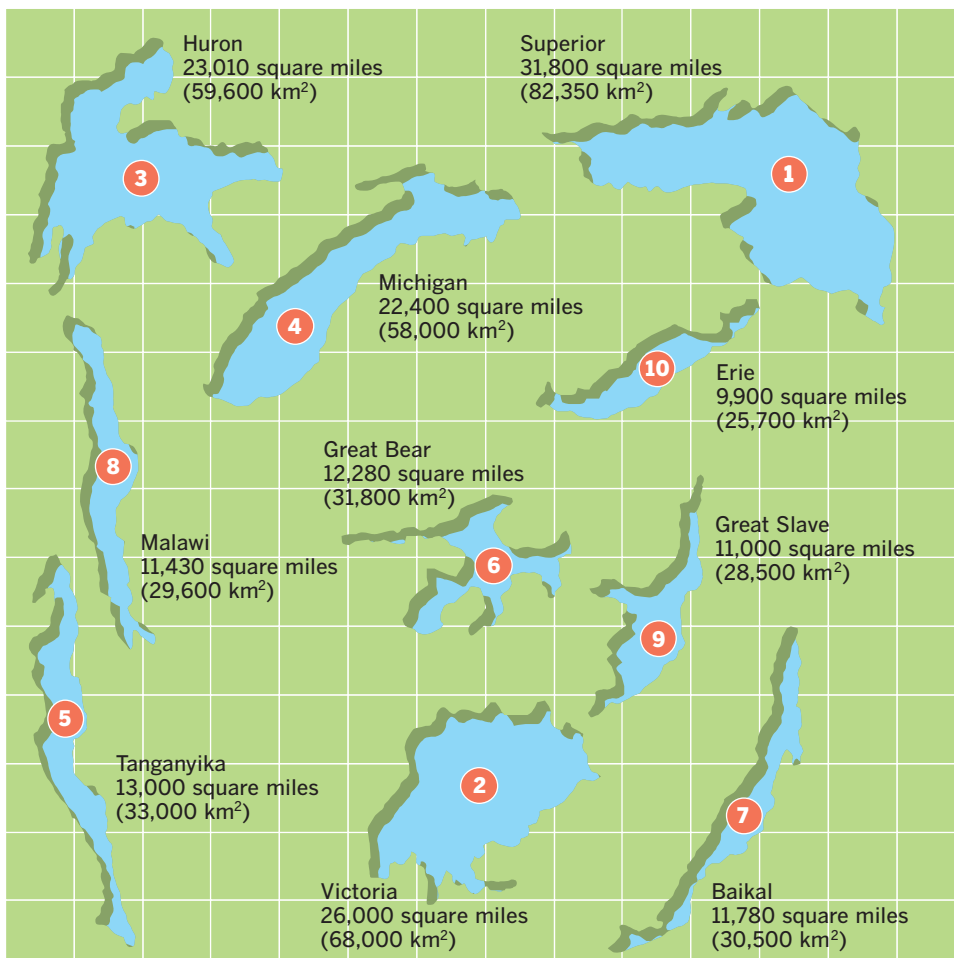 Huron
23,010 square miles
(59,600 km²)
Superior
31,800 square miles
(82,350 km²)
3
1
Michigan
22,400 square miles
(58,000 km²)
4
10
Erie
9,900 square miles
(25,700 km²)
8
Great Bear
12,280 square miles
(31,800 km²)
Malawi
11,430 square miles
(29,600 km²)
6
Great Slave
11,000 square miles
(28,500 km²)
9
5
Tanganyika
13,000 square miles
(33,000 km²)
2
7
Victoria
26,000 square miles
(68,000 km²)
Baikal
11,780 square miles
(30,500 km²)